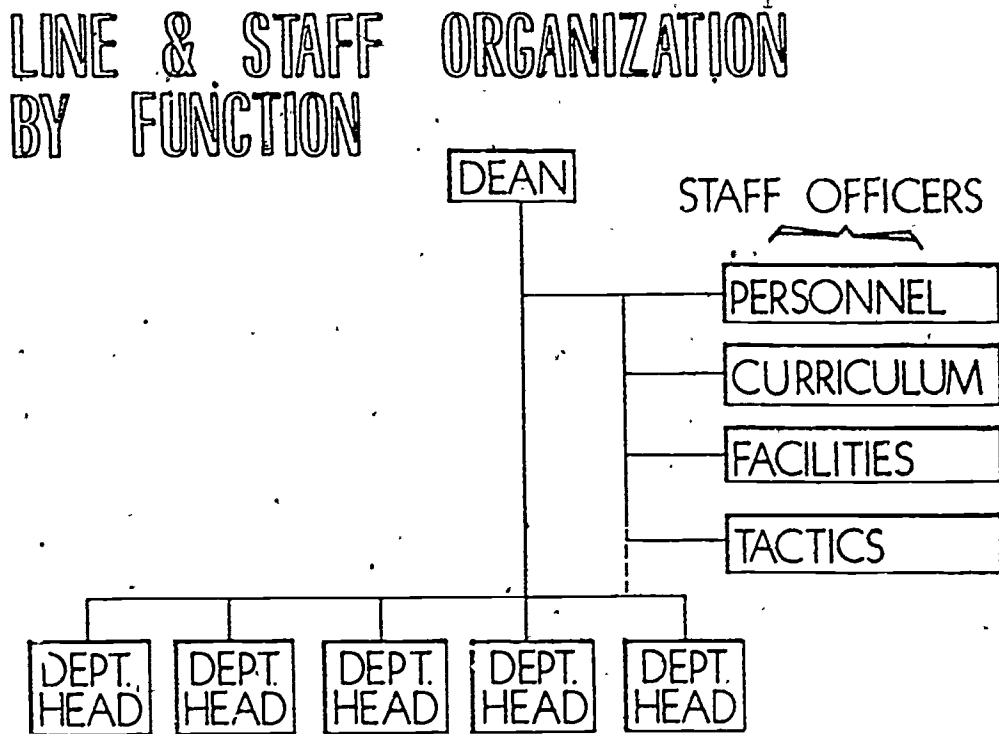 LINE & STAFF ORGANIZATION
BY FUNCTION
DEAN
STAFF OFFICERS
PERSONNEL
CURRICULUM
FACILITIES
TACTICS
DEPT.
HEAD
DEPT.
HEAD
DEPT.
HEAD
DEPT.
HEAD
DEPT.
HEAD